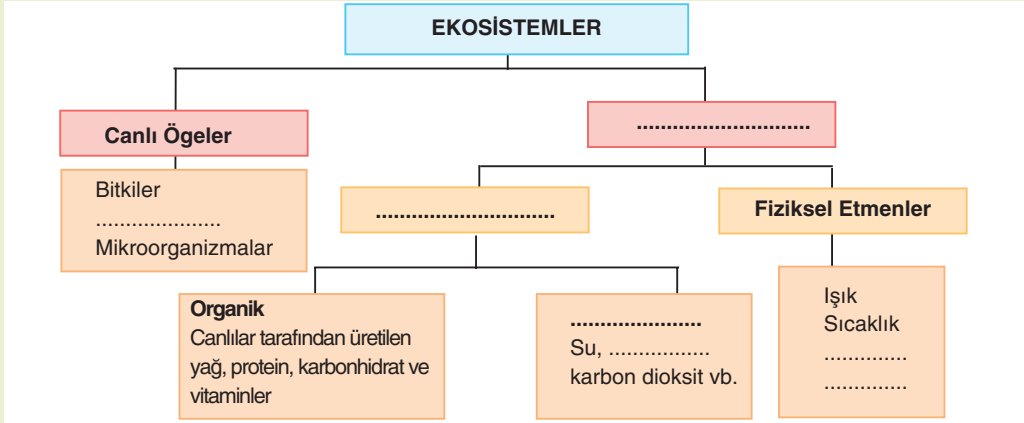 EKOSİSTEMLER
Canlı Ögeler
.............................
Bitkiler
.....................
Mikroorganizmalar
..............................
Fiziksel Etmenler
Organik
Canlılar tarafından üretilen
yağ, protein, karbonhidrat ve
vitaminler
......................
Su, .................
karbon dioksit vb.
Işık
Sıcaklık
..............
..............